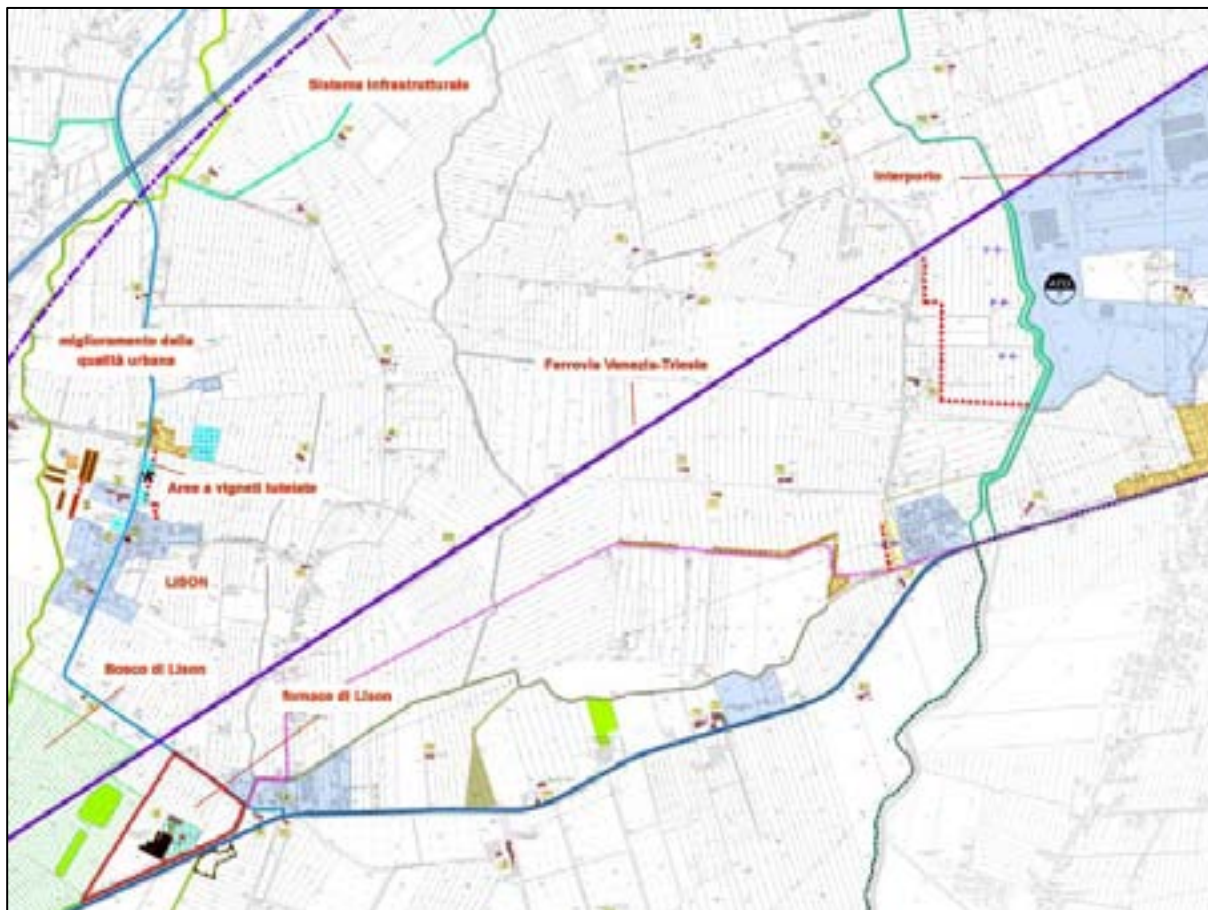 Sistema infrastrutturale
Interporto
miglioramento della
qualità urbana
Ferrovia Venezia-Trieste
Aree a vigneti tutelate
LISON
Bosco di Lison
fornace di Lison